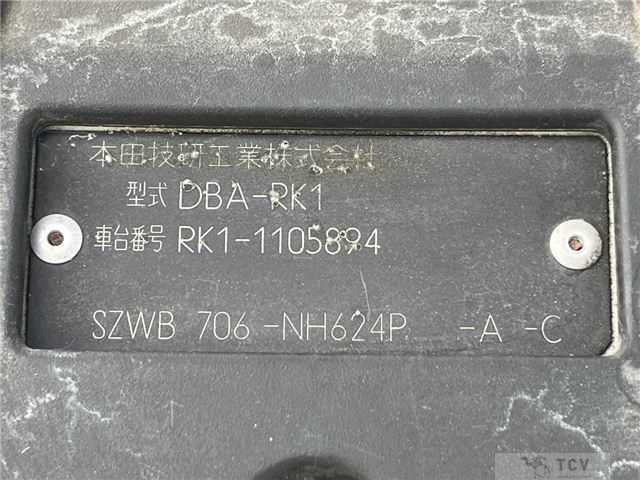 本田技研工業株式会社
型式 DBA-RK1
車台番号 RK1-1105894
SZWB 706-NH624P -A -C
TCV